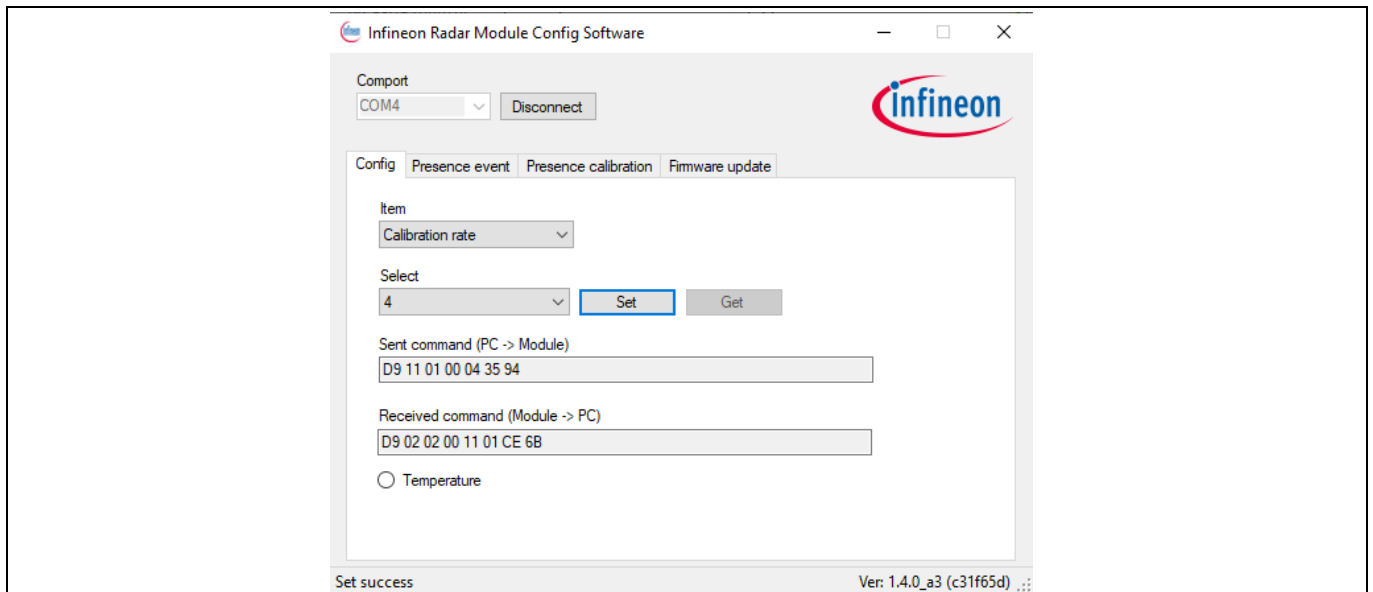 Infineon Radar Module Config Software
Comport
COM4
Disconnect
infineon
Config Presence event Presence calibration Firmware update
Item
Calibration rate
Select
4 Set Get
Sent command (PC -> Module)
D9 11 01 00 04 35 94
Received command (Module -> PC)
D9 02 02 00 11 01 CE 6B
Temperature
Set success Ver: 1.4.0_a3 (c31f65d)